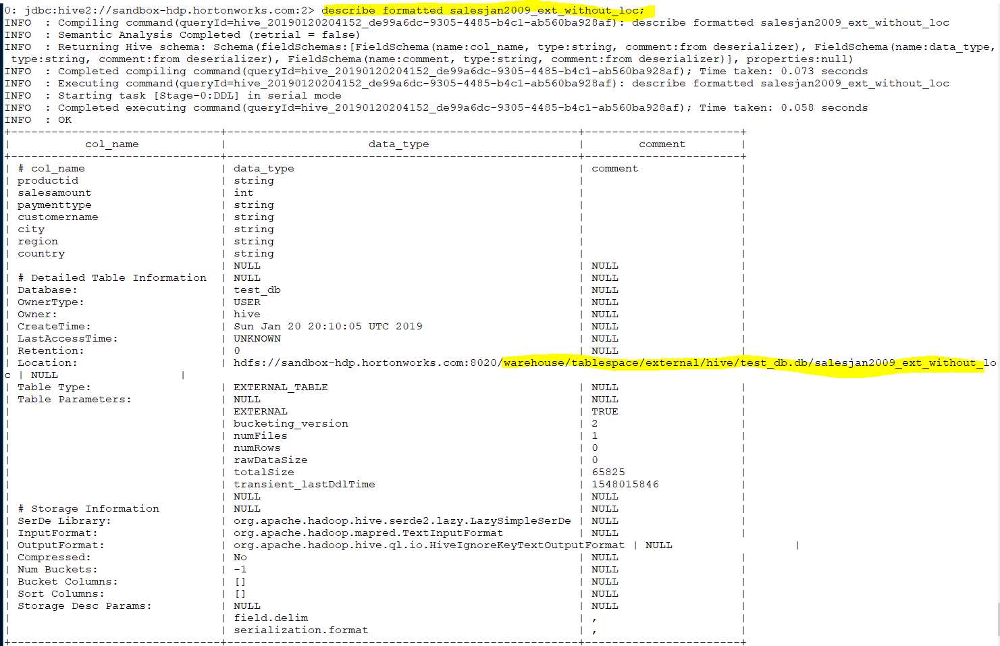 0: jdbc:hive2://sandbox-hdp.hortonworks.com:2> describe formatted salesjan2009_ext_without_loc;
INFO  : Compiling command(queryId=hive_20190120204152_de99a6dc-9305-4485-b4c1-ab560ba928af): describe formatted salesjan2009_ext_without_loc
INFO  : Semantic Analysis Completed (retrial = false)
INFO  : Returning Hive schema: Schema(fieldSchemas:[FieldSchema(name:col_name, type:string, comment:from deserializer), FieldSchema(name:data_type,
 type:string, comment:from deserializer), FieldSchema(name:comment, type:string, comment:from deserializer)], properties:null)
INFO  : Completed compiling command(queryId=hive_20190120204152_de99a6dc-9305-4485-b4c1-ab560ba928af); Time taken: 0.073 seconds
INFO  : Executing command(queryId=hive_20190120204152_de99a6dc-9305-4485-b4c1-ab560ba928af): describe formatted salesjan2009_ext_without_loc
INFO  : Starting task [Stage-0:DDL] in serial mode
INFO  : Completed executing command(queryId=hive_20190120204152_de99a6dc-9305-4485-b4c1-ab560ba928af); Time taken: 0.058 seconds
INFO  : OK
+-------------------------------+----------------------------------------------------+-----------------------+
| col_name | data_type | comment |
+-------------------------------+----------------------------------------------------+-----------------------+
| # col_name | data_type | comment |
| productid | string | |
| salesamount | int | |
| paymenttype | string | |
| customername | string | |
| city | string | |
| region | string | |
| country | string | |
| | NULL | NULL |
| # Detailed Table Information | NULL | NULL |
| Database: | test_db | NULL |
| OwnerType: | USER | NULL |
| Owner: | hive | NULL |
| CreateTime: | Sun Jan 20 20:10:05 UTC 2019 | NULL |
| LastAccessTime: | UNKNOWN | NULL |
| Retention: | 0 | NULL |
| Location: | hdfs://sandbox-hdp.hortonworks.com:8020/warehouse/tablespace/external/hive/test_db.db/salesjan2009_ext_without_lo
c | NULL |
| Table Type: | EXTERNAL_TABLE | NULL |
| Table Parameters: | NULL | NULL |
| | EXTERNAL | TRUE |
| | bucketing_version | 2 |
| | numFiles | 1 |
| | numRows | 0 |
| | rawDataSize | 0 |
| | totalSize | 65825 |
| | transient_lastDdlTime | 1548015846 |
| | NULL | NULL |
| # Storage Information | NULL | NULL |
| SerDe Library: | org.apache.hadoop.hive.serde2.lazy.LazySimpleSerDe | NULL |
| InputFormat: | org.apache.hadoop.mapred.TextInputFormat | NULL |
| OutputFormat: | org.apache.hadoop.hive.ql.io.HiveIgnoreKeyTextOutputFormat | NULL |
| Compressed: | No | NULL |
| Num Buckets: | -1 | NULL |
| Bucket Columns: | [] | NULL |
| Sort Columns: | [] | NULL |
| Storage Desc Params: | NULL | NULL |
| | field.delim | , |
| | serialization.format | , |
+-------------------------------+----------------------------------------------------+-----------------------+